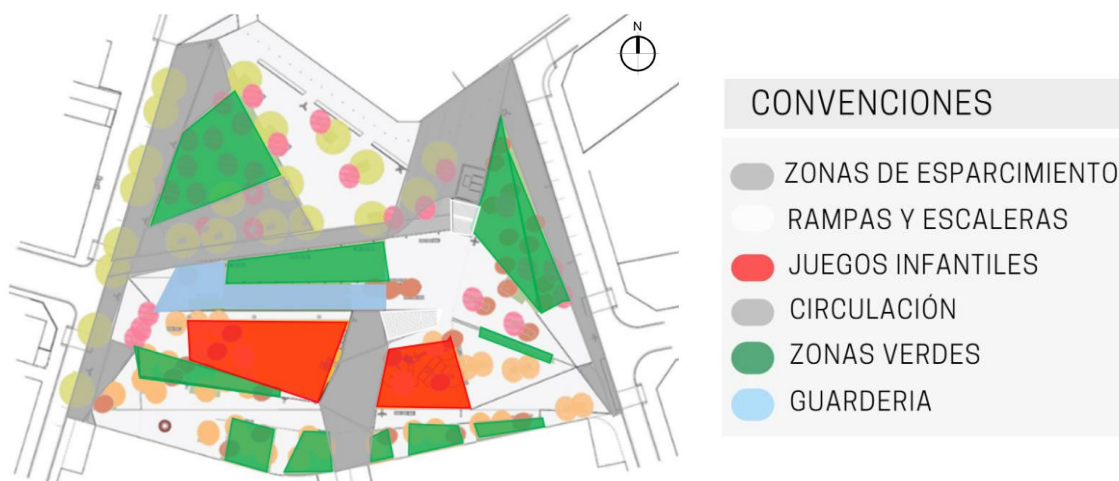 N
CONVENCIONES
ZONAS DE ESPARCIMIENTO
RAMPAS Y ESCALERAS
JUEGOS INFANTILES
CIRCULACIÓN
ZONAS VERDES
GUARDERIA